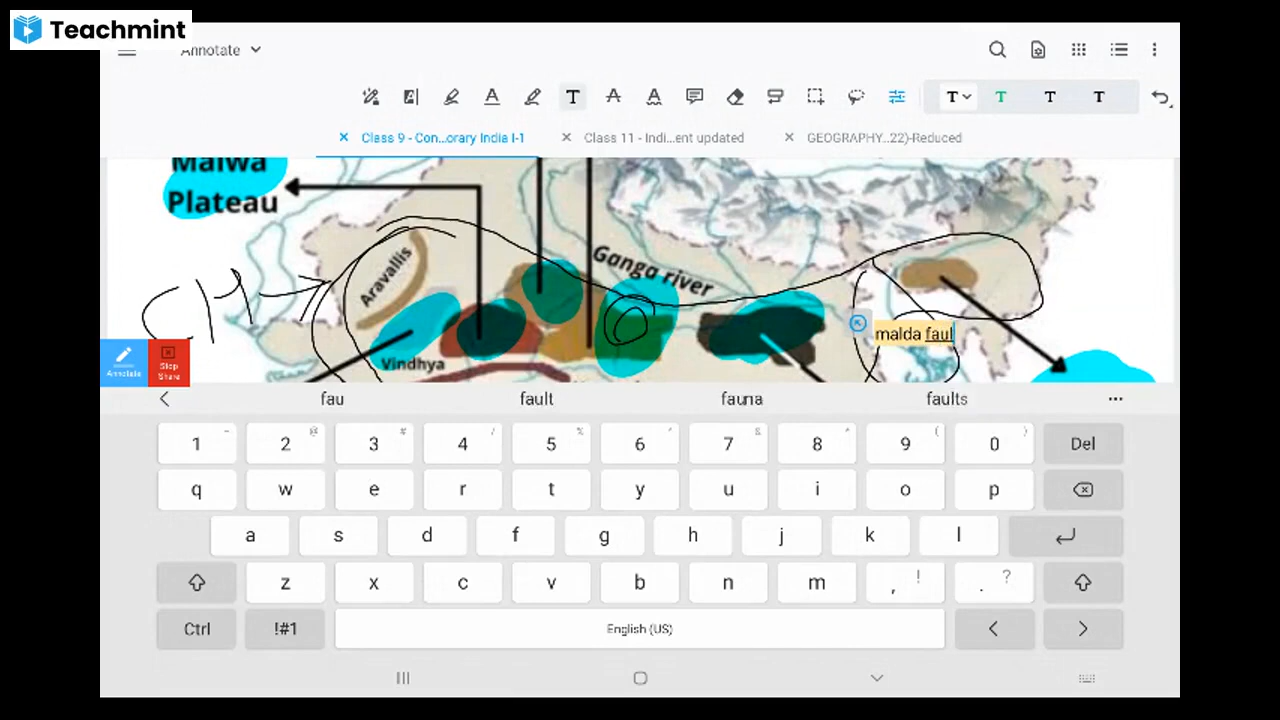 Teachmint
Annotate
T A T T T T
Class 9 - Con...orary India I-1
Class 11 - Indi...ent updated
GEOGRAPHY...22)-Reduced
Malwa
Plateau
Aravallis
Ganga river
Vindhya
malda faul
Annotate
Stop
Share
fau fault fauna faults
1 2 3 4 5 6 7 8 9 0 Del
q w e r t y u i o p
a s d f g h j k l
z x c v b n m , ! . ?
Ctrl !#1 English (US)